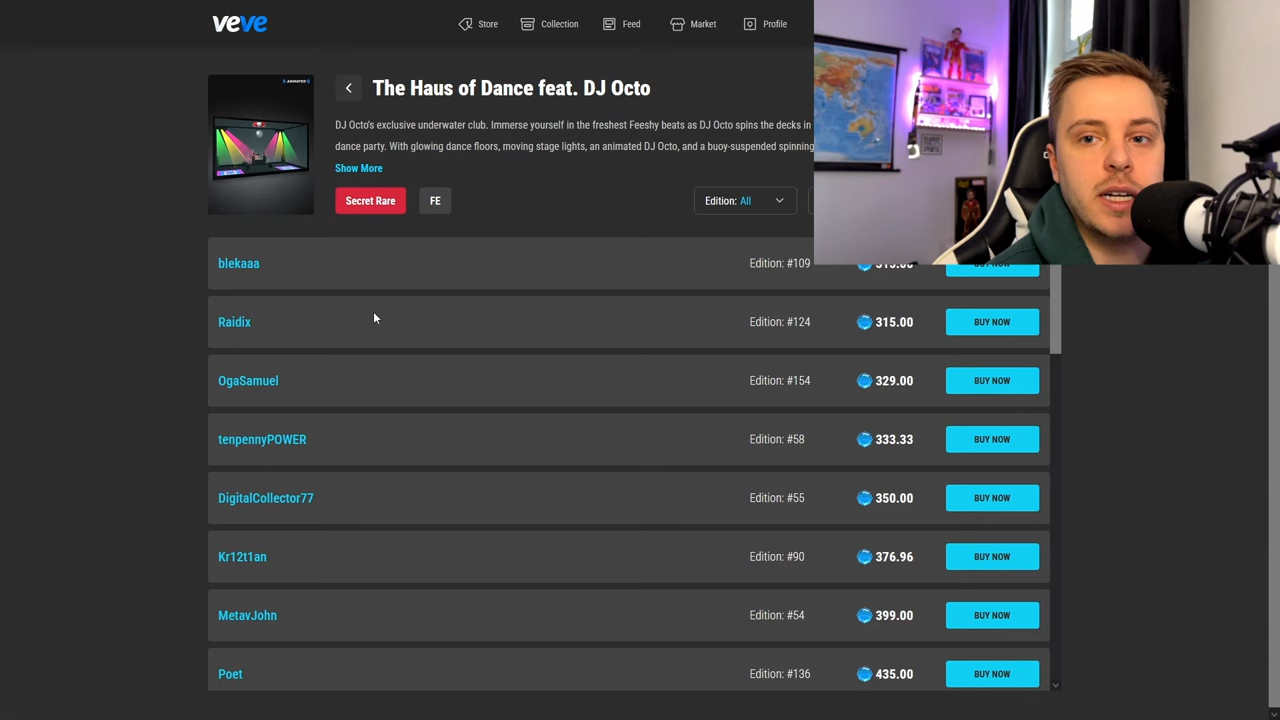 veve
Store
Collection
Feed
Market
Profile
ANIMATED
The Haus of Dance feat. DJ Octo
DJ Octo's exclusive underwater club. Immerse yourself in the freshest Feeshy beats as DJ Octo spins the decks in
dance party. With glowing dance floors, moving stage lights, an animated DJ Octo, and a buoy-suspended spinning
Show More
Secret Rare
FE
Edition: All
blekaaa Edition: #109
Raidix Edition: #124 315.00 BUY NOW
OgaSamuel Edition: #154 329.00 BUY NOW
tenpennyPOWER Edition: #58 333.33 BUY NOW
DigitalCollector77 Edition: #55 350.00 BUY NOW
Kr12t1an Edition: #90 376.96 BUY NOW
MetavJohn Edition: #54 399.00 BUY NOW
Poet Edition: #136 435.00 BUY NOW